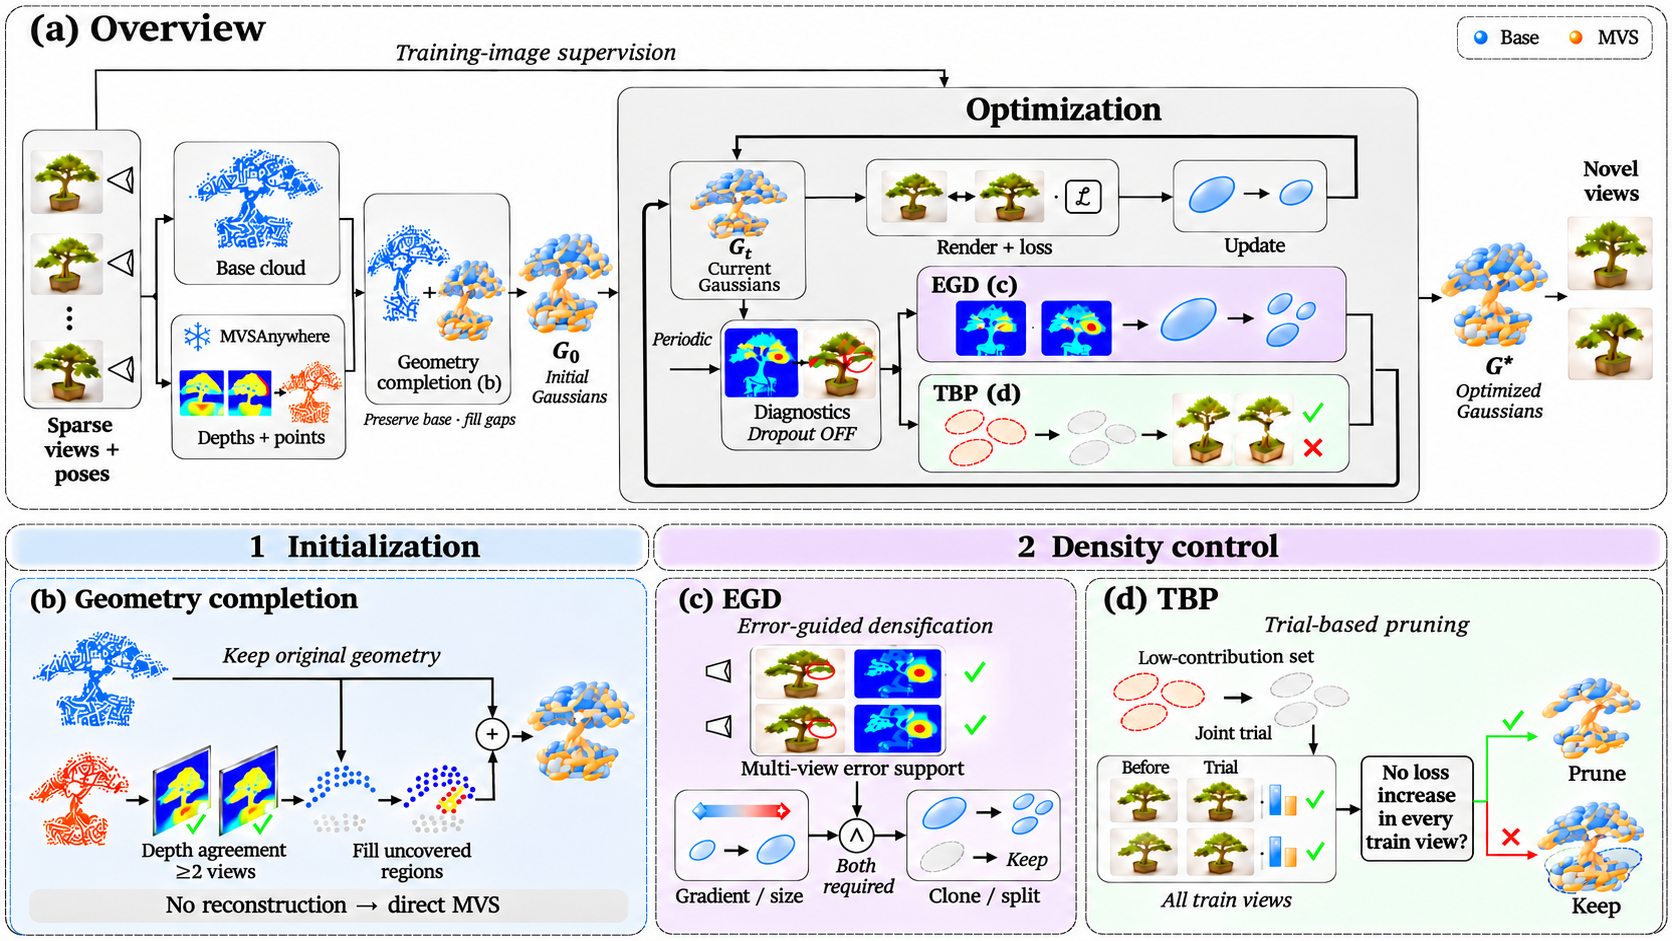 (a) Overview
Base
MVS
Training-image supervision
Optimization
Sparse
views +
poses
Base cloud
MVSAnywhere
Depths + points
+
Geometry
completion (b)
Preserve base · fill gaps
G₀
Initial
Gaussians
Gₜ
Current
Gaussians
· ℒ
Render + loss
Update
Periodic
Diagnostics
Dropout OFF
EGD (c)
TBP (d)
G*
Optimized
Gaussians
Novel
views
1 Initialization
2 Density control
(b) Geometry completion
Keep original geometry
+
Depth agreement
≥2 views
Fill uncovered
regions
No reconstruction → direct MVS
(c) EGD
Error-guided densification
Multi-view error support
Gradient / size
∧
Both
required
Keep
Clone / split
(d) TBP
Trial-based pruning
Low-contribution set
Joint trial
Before
Trial
All train views
No loss
increase
in every
train view?
Prune
Keep